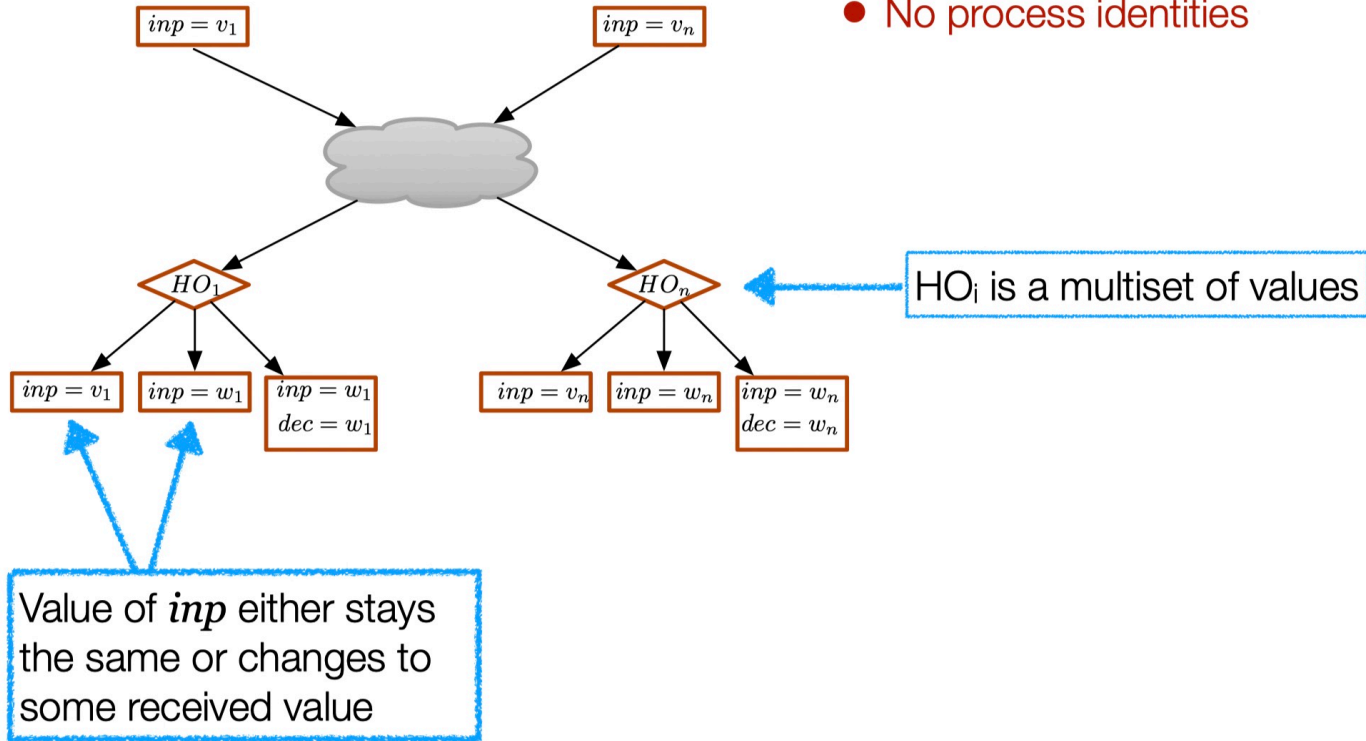 inp = v₁
inp = vₙ
● No process identities
HO₁
HOₙ
HOᵢ is a multiset of values
inp = v₁
inp = w₁
inp = w₁
dec = w₁
inp = vₙ
inp = wₙ
inp = wₙ
dec = wₙ
Value of inp either stays
the same or changes to
some received value